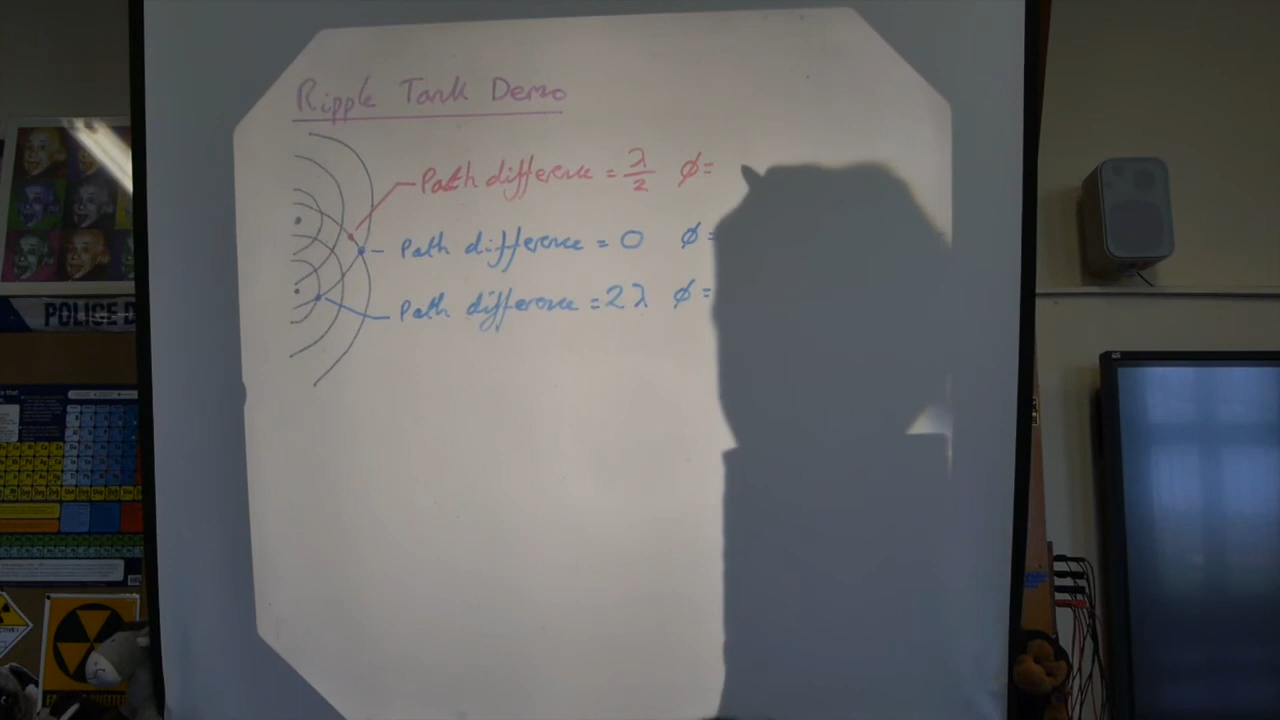 Ripple Tank Demo
Path difference = λ/2 φ=
Path difference = 0 φ=
Path difference = 2λ φ=
POLICE D